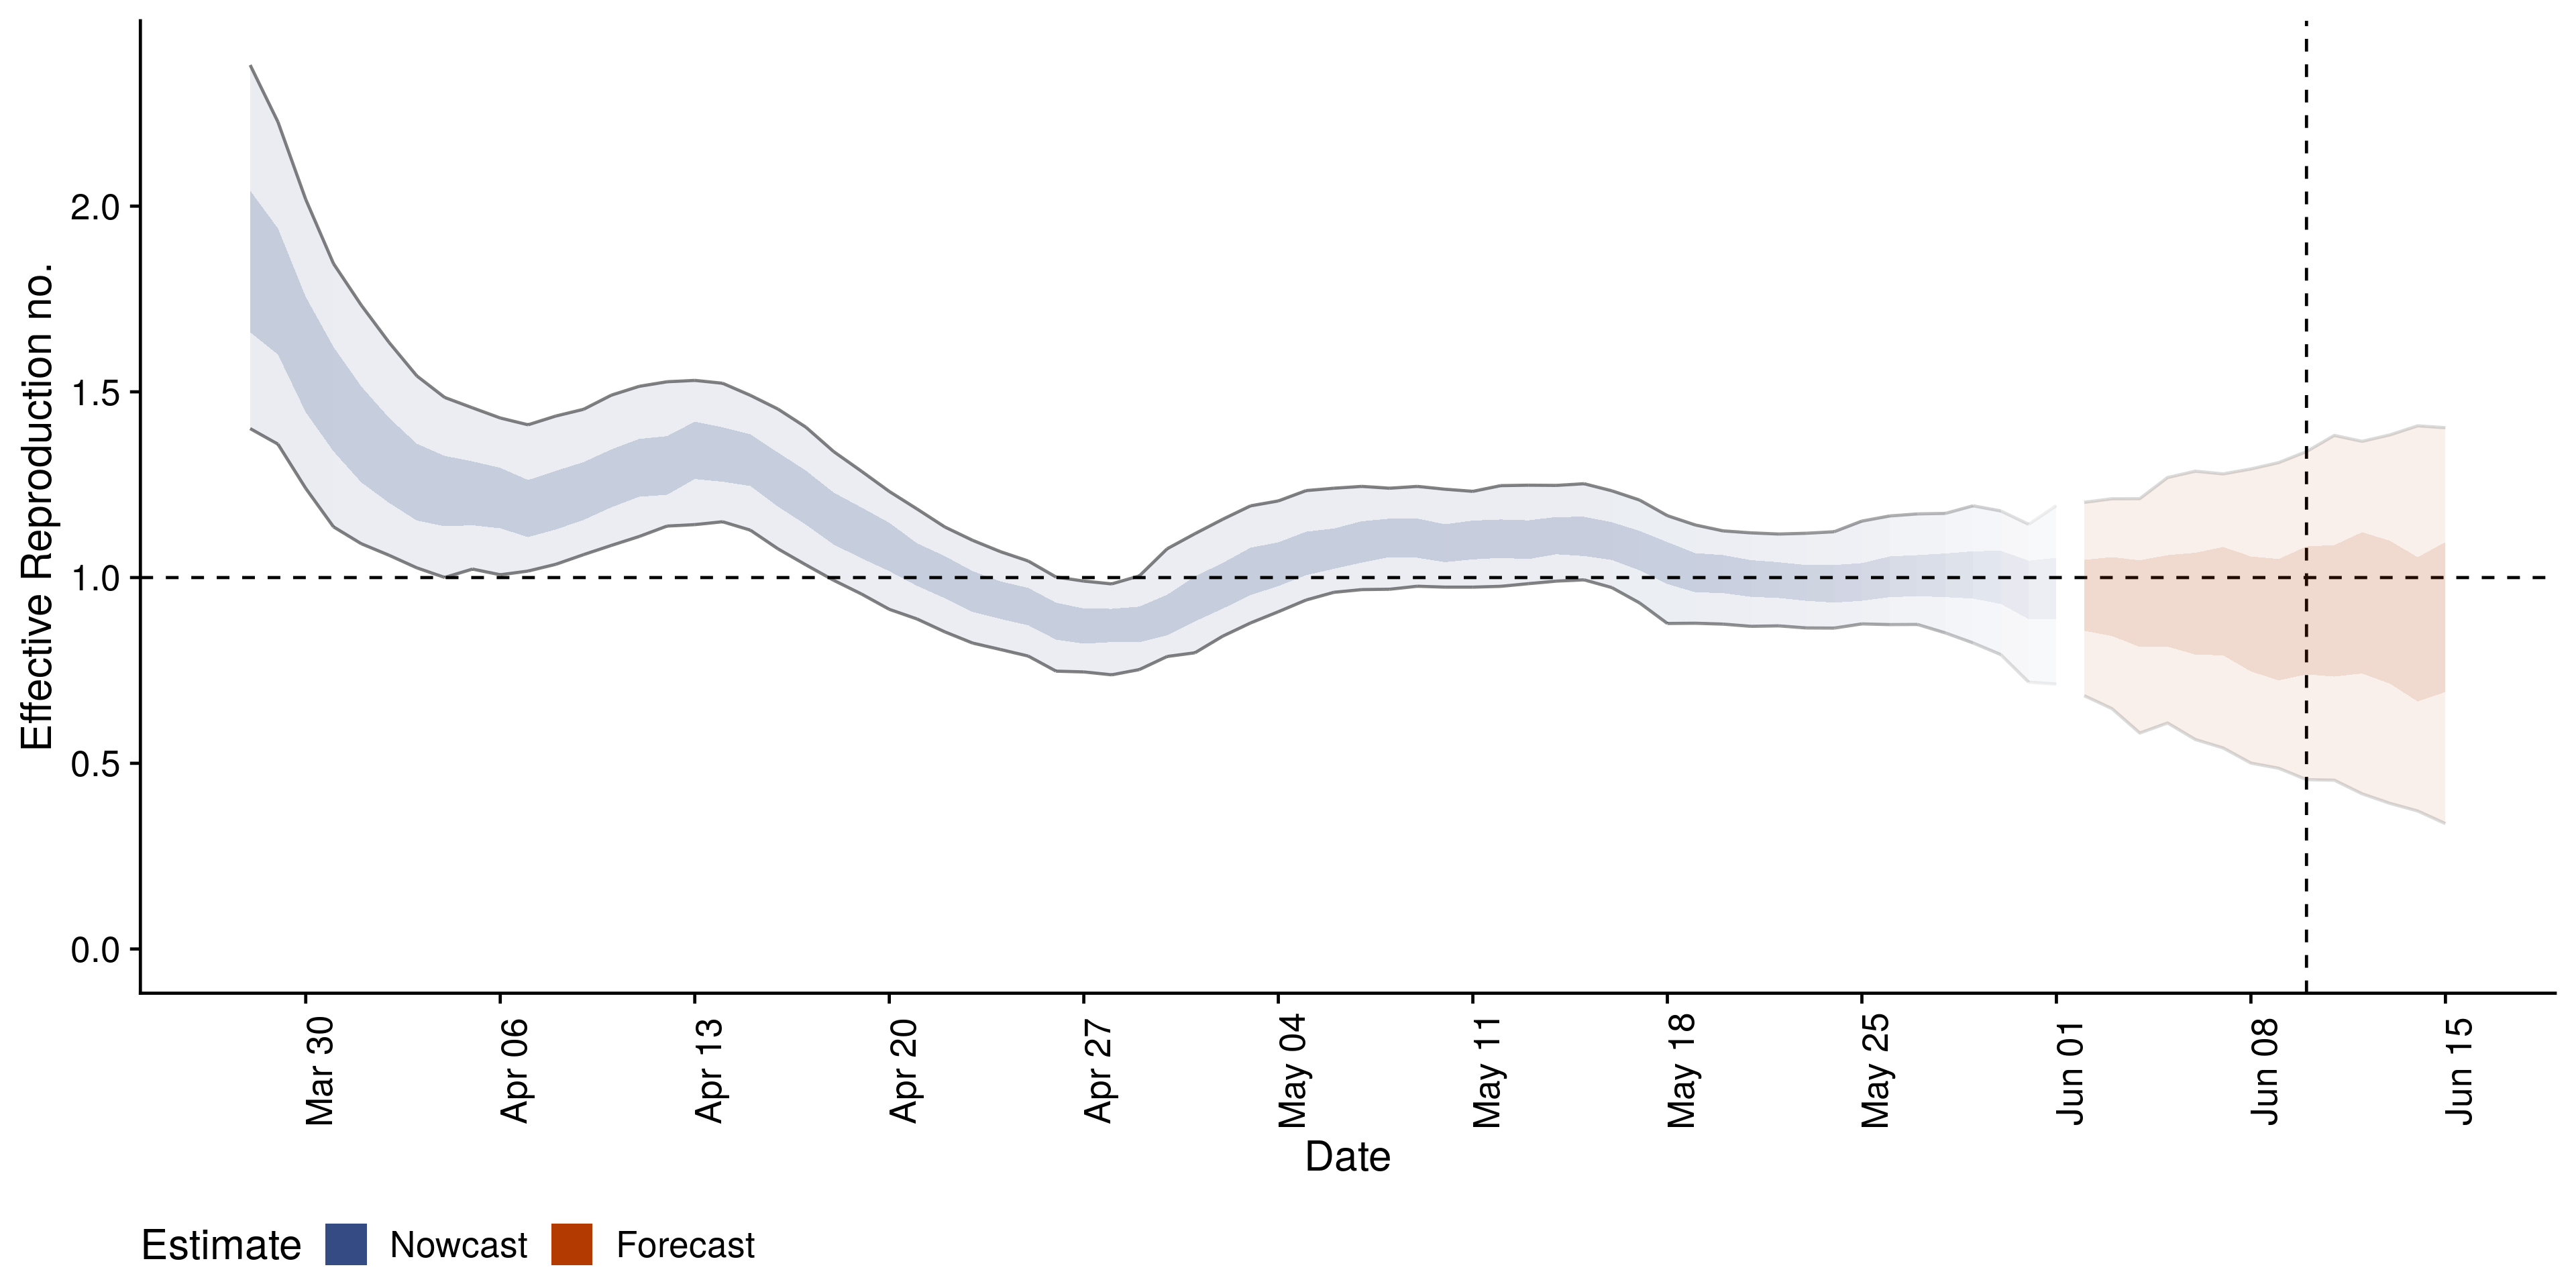 Effective Reproduction no.
2.0
1.5
1.0
0.5
0.0
Mar 30
Apr 06
Apr 13
Apr 20
Apr 27
May 04
May 11
May 18
May 25
Jun 01
Jun 08
Jun 15
Date
Estimate Nowcast Forecast